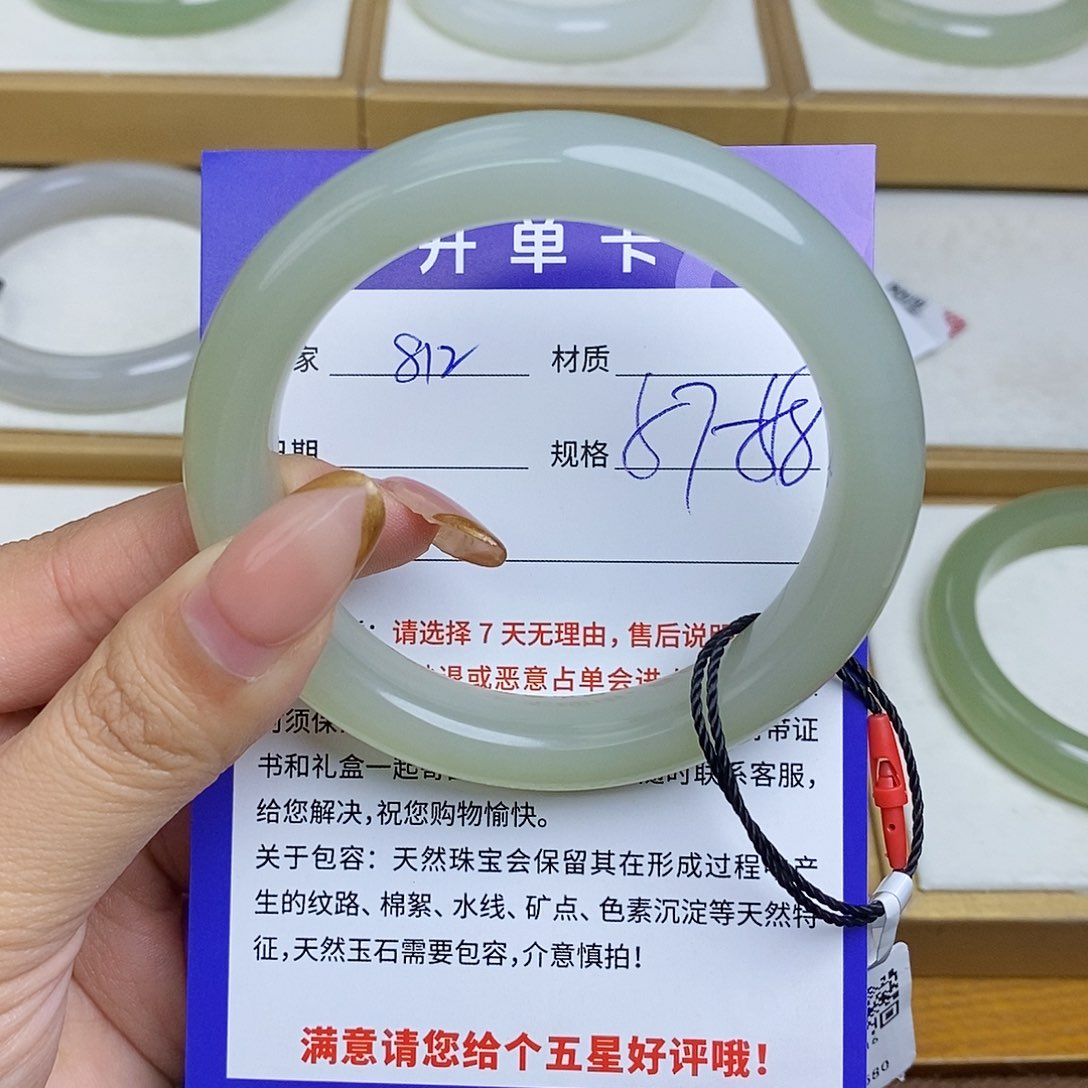 开单卡
家 812 材质
日期 规格 57-58
：请选择7天无理由，售后说明
退或恶意占单会进
须保 带证
书和礼盒一起寄 随时联系客服，
给您解决，祝您购物愉快。
关于包容：天然珠宝会保留其在形成过程中产
生的纹路、棉絮、水线、矿点、色素沉淀等天然特
征，天然玉石需要包容，介意慎拍！
满意请您给个五星好评哦！